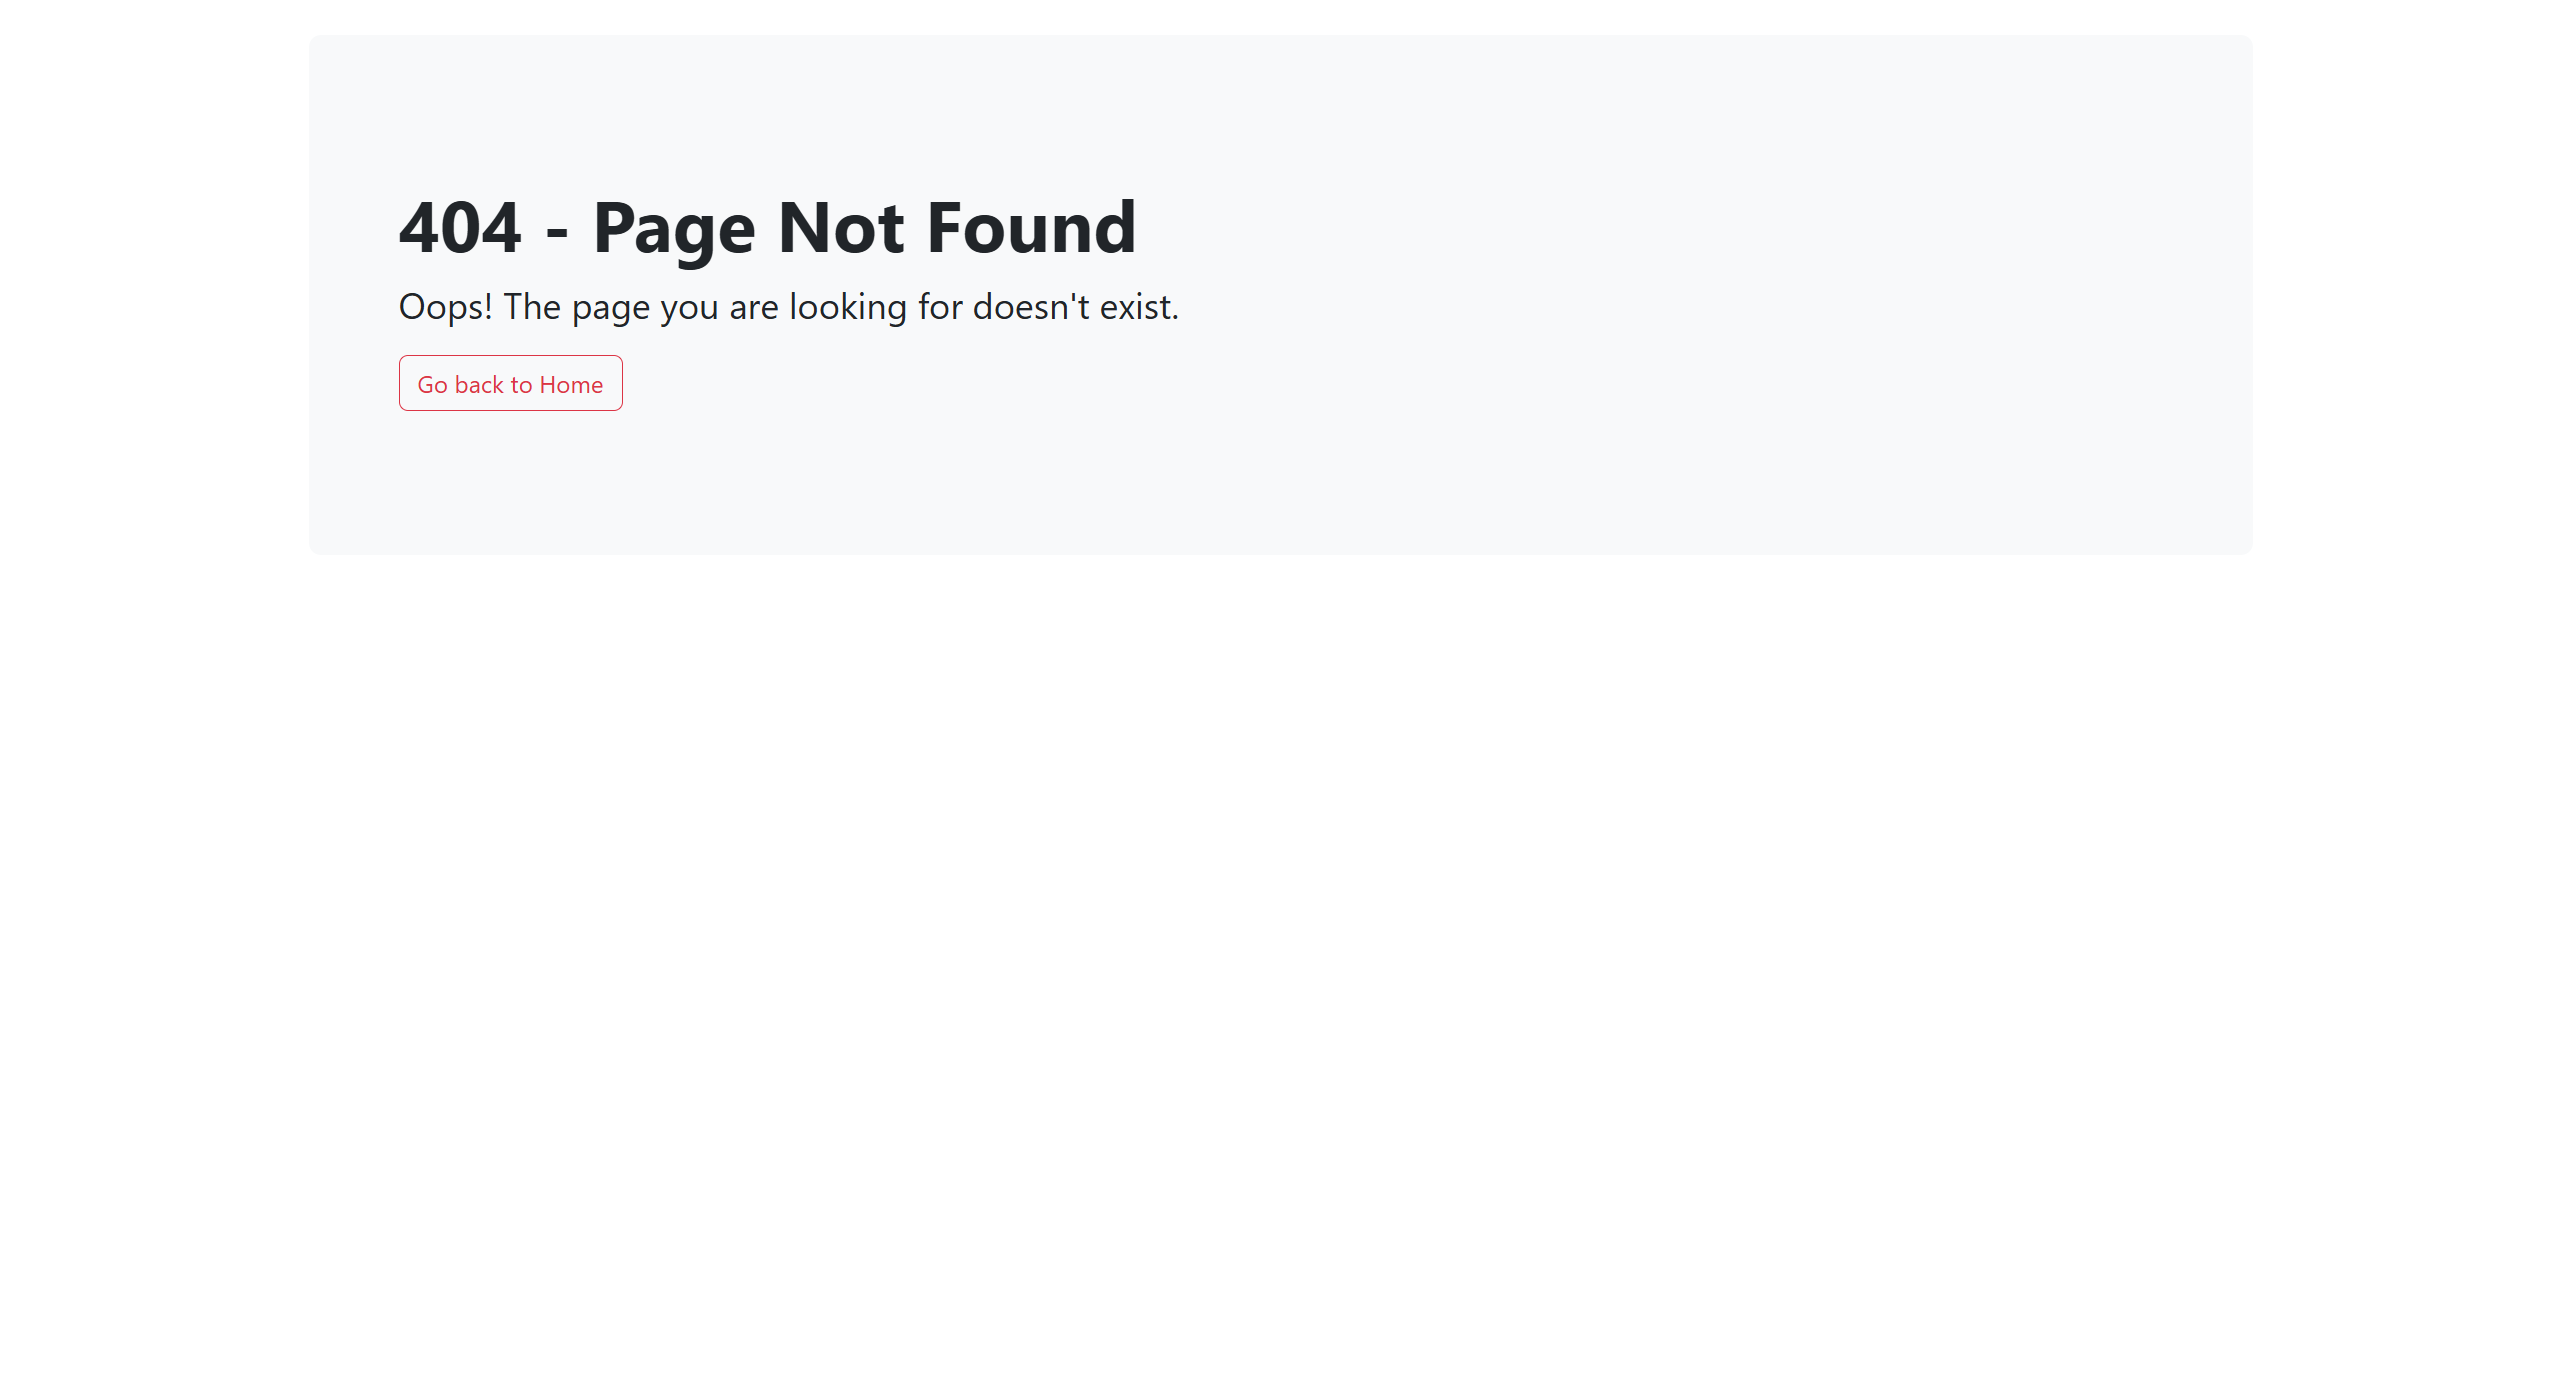 404 - Page Not Found
Oops! The page you are looking for doesn't exist.
Go back to Home